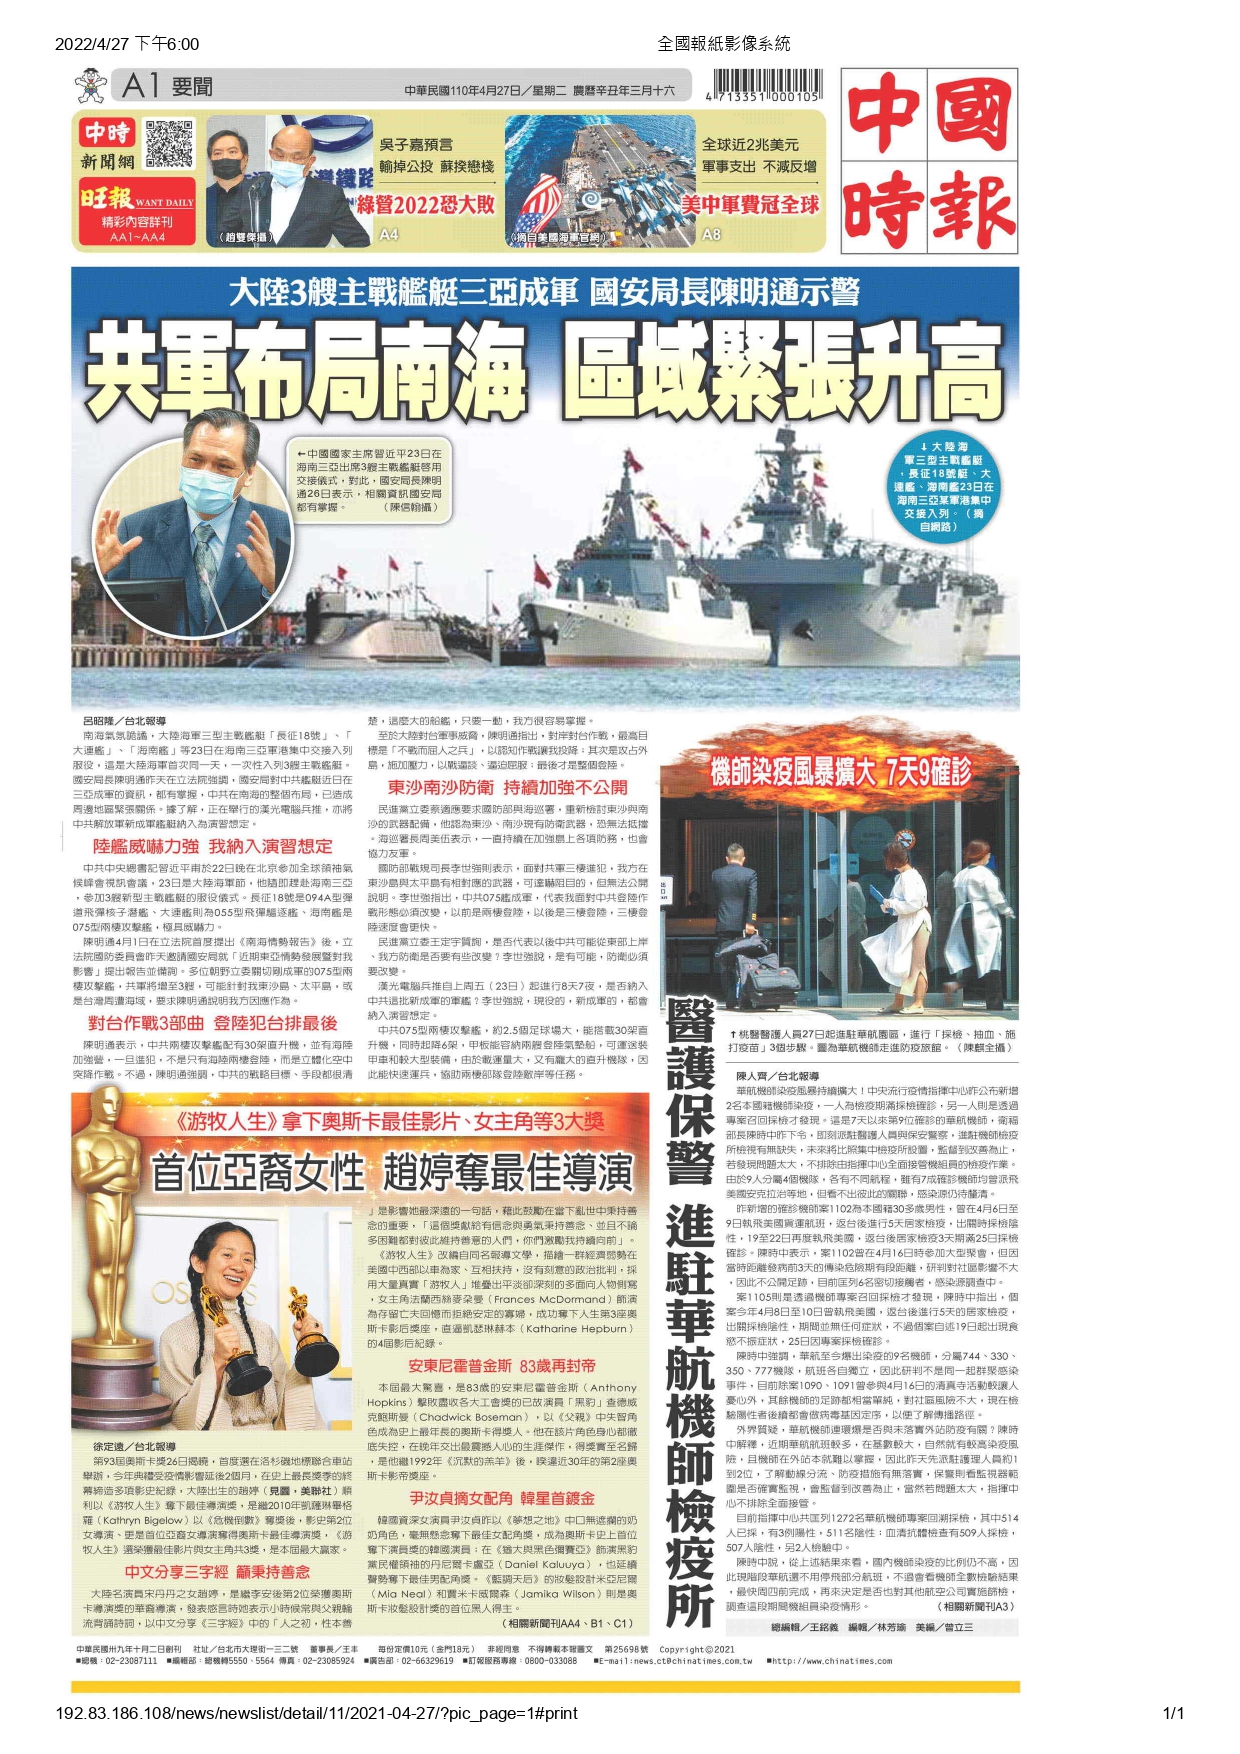 2022/4/27 下午6:00
全國報紙影像系統
A1 要聞
中華民國110年4月27日／星期二 農曆辛丑年三月十六
4 713351 000105
中國時報
中時
新聞網
旺報 WANT DAILY
精彩內容詳刊
AA1~AA4
（趙雙傑攝）
吳子嘉預言
輸掉公投 蘇挨戀棧
綠營2022恐大敗
A4
（摘自美國海軍官網）
全球近2兆美元
軍事支出 不減反增
美中軍費冠全球
A8
大陸3艘主戰艦艇三亞成軍 國安局長陳明通示警
共軍布局南海 區域緊張升高
←中國國家主席習近平23日在
海南三亞出席3艘主戰艦艇啓用
交接儀式，對此，國安局長陳明
通26日表示，相關資訊國安局
都有掌握。 （陳信翰攝）
↓大陸海
軍三型主戰艦艇
，長征18號艇、大
連艦、海南艦23日在
海南三亞某軍港集中
交接入列。（摘
自網路）
呂昭隆／台北報導
南海氣氛詭譎，大陸海軍三型主戰艦艇「長征18號」、「
大連艦」、「海南艦」等23日在海南三亞軍港集中交接入列
服役，這是大陸海軍首次同一天，一次性入列3艘主戰艦艇。
國安局長陳明通昨天在立法院強調，國安局對中共艦艇近日在
三亞成軍的資訊，都有掌握，中共在南海的整個布局，已造成
周邊地區緊張關係。據了解，正在舉行的漢光電腦兵推，亦將
中共解放軍新成軍艦艇納入為演習想定。
陸艦威嚇力強 我納入演習想定
中共中央總書記習近平甫於22日晚在北京參加全球領袖氣
候峰會視訊會議，23日是大陸海軍節，他隨即趕赴海南三亞
，參加3艘新型主戰艦艇的服役儀式。長征18號是094A型彈
道飛彈核子潛艦、大連艦則為055型飛彈驅逐艦、海南艦是
075型兩棲攻擊艦，極具威嚇力。
陳明通4月1日在立法院首度提出《南海情勢報告》後，立
法院國防委員會昨天邀請國安局就「近期東亞情勢發展暨對我
影響」提出報告並備詢。多位朝野立委關切剛成軍的075型兩
棲攻擊艦，共軍將增至3艘，可能針對我東沙島、太平島，或
是台灣周遭海域，要求陳明通說明我方因應作為。
對台作戰3部曲 登陸犯台排最後
陳明通表示，中共兩棲攻擊艦配有30架直升機，並有海陸
加強營，一旦進犯，不是只有海陸兩棲登陸，而是立體化空中
突降作戰。不過，陳明通強調，中共的戰略目標、手段都很清
楚，這麼大的船艦，只要一動，我方很容易掌握。
至於大陸對台軍事威脅，陳明通指出，對岸對台作戰，最高目
標是「不戰而屈人之兵」，以認知作戰讓我投降；其次是攻占外
島，施加壓力，以戰逼談、逼迫屈服；最後才是整個登陸。
東沙南沙防衛 持續加強不公開
民進黨立委蔡適應要求國防部與海巡署，重新檢討東沙與南
沙的武器配備，他認為東沙、南沙現有防衛武器，恐無法抵擋
。海巡署長周美伍表示，一直持續在加強島上各項防務，也會
協力友軍。
國防部戰規司長李世強則表示，面對共軍三棲進犯，我方在
東沙島與太平島有相對應的武器，可達嚇阻目的，但無法公開
說明。李世強指出，中共075艦成軍，代表我面對中共登陸作
戰形態必須改變，以前是兩棲登陸，以後是三棲登陸，三棲登
陸速度會更快。
民進黨立委王定宇質詢，是否代表以後中共可能從東部上岸
、我方防衛是否要有些改變？李世強說，是有可能，防衛必須
要改變。
漢光電腦兵推自上周五（23日）起進行8天7夜，是否納入
中共這批新成軍的軍艦？李世強說，現役的，新成軍的，都會
納入演習想定。
中共075型兩棲攻擊艦，約2.5個足球場大，能搭載30架直
升機，同時起降6架，甲板能容納兩艘登陸氣墊船，可運送裝
甲車和較大型裝備，由於載運量大，又有龐大的直升機隊，因
此能快速運兵，協助兩棲部隊登陸敵岸等任務。
機師染疫風暴擴大 7天9確診
↑桃醫醫護人員27日起進駐華航園區，進行「採檢、抽血、施
打疫苗」3個步驟。圖為華航機師走進防疫旅館。（陳麒全攝）
醫護保警 進駐華航機師檢疫所
陳人齊／台北報導
華航機師染疫風暴持續擴大！中央流行疫情指揮中心昨公布新增
2名本國籍機師染疫，一人為檢疫期滿採檢確診，另一人則是透過
專案召回採檢才發現。這是7天以來第9位確診的華航機師，衛福
部長陳時中昨下令，即刻派駐醫護人員與保安警察，進駐機師檢疫
所檢視有無缺失，未來將比照集中檢疫所設置，監督到改善為止，
若發現問題太大，不排除由指揮中心全面接管機組員的檢疫作業。
由於9人分屬4個機隊，各有不同航程，雖有7成確診機師均曾派飛
美國安克拉治等地，但看不出彼此的關聯，感染源仍待釐清。
昨新增的確診機師案1102為本國籍30多歲男性，曾在4月6日至
9日執飛美國貨運航班，返台後進行5天居家檢疫，出關時採檢陰
性，19至22日再度執飛美國，返台後居家檢疫3天期滿25日採檢
確診。陳時中表示，案1102曾在4月16日時參加大型聚會，但因
當時距離發病前3天的傳染危險期有段距離，研判對社區影響不大
，因此不公開足跡，目前匡列6名密切接觸者，感染源調查中。
案1105則是透過機師專案召回採檢才發現，陳時中指出，個
案今年4月8日至10日曾執飛美國，返台後進行5天的居家檢疫，
出關採檢陰性，期間並無任何症狀，不過個案自述19日起出現食
慾不振症狀，25日因專案採檢確診。
陳時中強調，華航至今爆出染疫的9名機師，分屬744、330、
350、777機隊，航班各自獨立，因此研判不是同一起群聚感染
事件，目前除案1090、1091曾參與4月16日的清真寺活動較讓人
憂心外，其餘機師的足跡都相當單純，對社區風險不大，現在檢
驗陽性者後續都會做病毒基因定序，以便了解傳播路徑。
外界質疑，華航機師連環爆是否與未落實外站防疫有關？陳時
中解釋，近期華航航班較多，在基數較大，自然就有較高染疫風
險，且機師在外站本就難以掌握，因此昨天先派駐護理人員約1
到2位，了解動線分流、防疫措施有無落實，保警則看監視器範
圍是否確實監視，會監督到改善為止，當然若問題太大，指揮中
心不排除全面接管。
目前指揮中心共匡列1272名華航機師專案回溯採檢，其中514
人已採，有3例陽性，511名陰性；血清抗體檢查有509人採檢，
507人陰性，另2人檢驗中。
陳時中說，從上述結果來看，國內機師染疫的比例仍不高，因
此現階段華航還不用停飛部分航班，不過會看機師全數檢驗結果
，最快周四前完成，再來決定是否也對其他航空公司實施篩檢，
調查這段期間機組員染疫情形。 （相關新聞刊A3）
總編輯／王銘義 編輯／林芳瑜 美編／曾立三
《游牧人生》拿下奧斯卡最佳影片、女主角等3大獎
首位亞裔女性 趙婷奪最佳導演
徐定遠／台北報導
第93屆奧斯卡獎26日揭曉，首度選在洛杉磯地標聯合車站
舉辦，今年典禮受疫情影響延後2個月，在史上最長獎季的終
幕締造多項影史紀錄，大陸出生的趙婷（見圖，美聯社）順
利以《游牧人生》奪下最佳導演獎，是繼2010年凱薩琳畢格
羅（Kathryn Bigelow）以《危機倒數》奪獎後，影史第2位
女導演、更是首位亞裔女導演奪得奧斯卡最佳導演獎，《游
牧人生》還榮獲最佳影片與女主角共3獎，是本屆最大贏家。
中文分享三字經 籲秉持善念
大陸名演員宋丹丹之女趙婷，是繼李安後第2位榮獲奧斯
卡導演獎的華裔導演，發表感言時她表示小時候常與父親輪
流背誦詩詞，以中文分享《三字經》中的「人之初，性本善
」是影響她最深遠的一句話，藉此鼓勵在當下亂世中秉持善
念的重要，「這個獎獻給有信念與勇氣秉持善念、並且不論
多困難都對彼此維持善意的人們，你們激勵我持續向前」。
《游牧人生》改編自同名報導文學，描繪一群經濟弱勢在
美國中西部以車為家、互相扶持，沒有刻意的政治批判，採
用大量真實「游牧人」堆疊出平淡卻深刻的多面向人物側寫
，女主角法蘭西絲麥朵曼（Frances McDormand）飾演
為存留亡夫回憶而拒絕安定的寡婦，成功奪下人生第3座奧
斯卡影后獎座，直逼凱瑟琳赫本（Katharine Hepburn）
的4屆影后紀錄。
安東尼霍普金斯 83歲再封帝
本屆最大驚喜，是83歲的安東尼霍普金斯（Anthony
Hopkins）擊敗盡收各大工會獎的已故演員「黑豹」查德威
克鮑斯曼（Chadwick Boseman），以《父親》中失智角
色成為史上最年長的奧斯卡得獎人。他在該片角色身心都徹
底失控，在晚年交出最震撼人心的生涯傑作，得獎實至名歸
，是他繼1992年《沉默的羔羊》後，睽違近30年的第2座奧
斯卡影帝獎座。
尹汝貞摘女配角 韓星首鍍金
韓國資深女演員尹汝貞昨以《夢想之地》中口無遮攔的奶
奶角色，毫無懸念奪下最佳女配角獎，成為奧斯卡史上首位
奪下演員獎的韓國演員；在《猶大與黑色彌賽亞》飾演黑豹
黨民權領袖的丹尼爾卡盧亞（Daniel Kaluuya），也延續
聲勢奪下最佳男配角獎。《藍調天后》的妝髮設計米亞尼爾
（Mia Neal）和賈米卡威爾森（Jamika Wilson）則是奧
斯卡妝髮設計獎的首位黑人得主。
（相關新聞刊AA4、B1、C1）
中華民國卅九年十月二日創刊 社址／台北市大理街一三二號 董事長／王丰 每份定價10元（金門18元） 非經同意 不得轉載本報圖文 第25698號 Copyright©2021
■總機：02-23087111 ■編輯部：總機轉5550、5564 傳真：02-23085924 ■廣告部：02-66329619 ■訂報服務專線：0800-033088 ■E-mail:news.ct@chinatimes.com.tw ■http://www.chinatimes.com
192.83.186.108/news/newslist/detail/11/2021-04-27/?pic_page=1#print
1/1